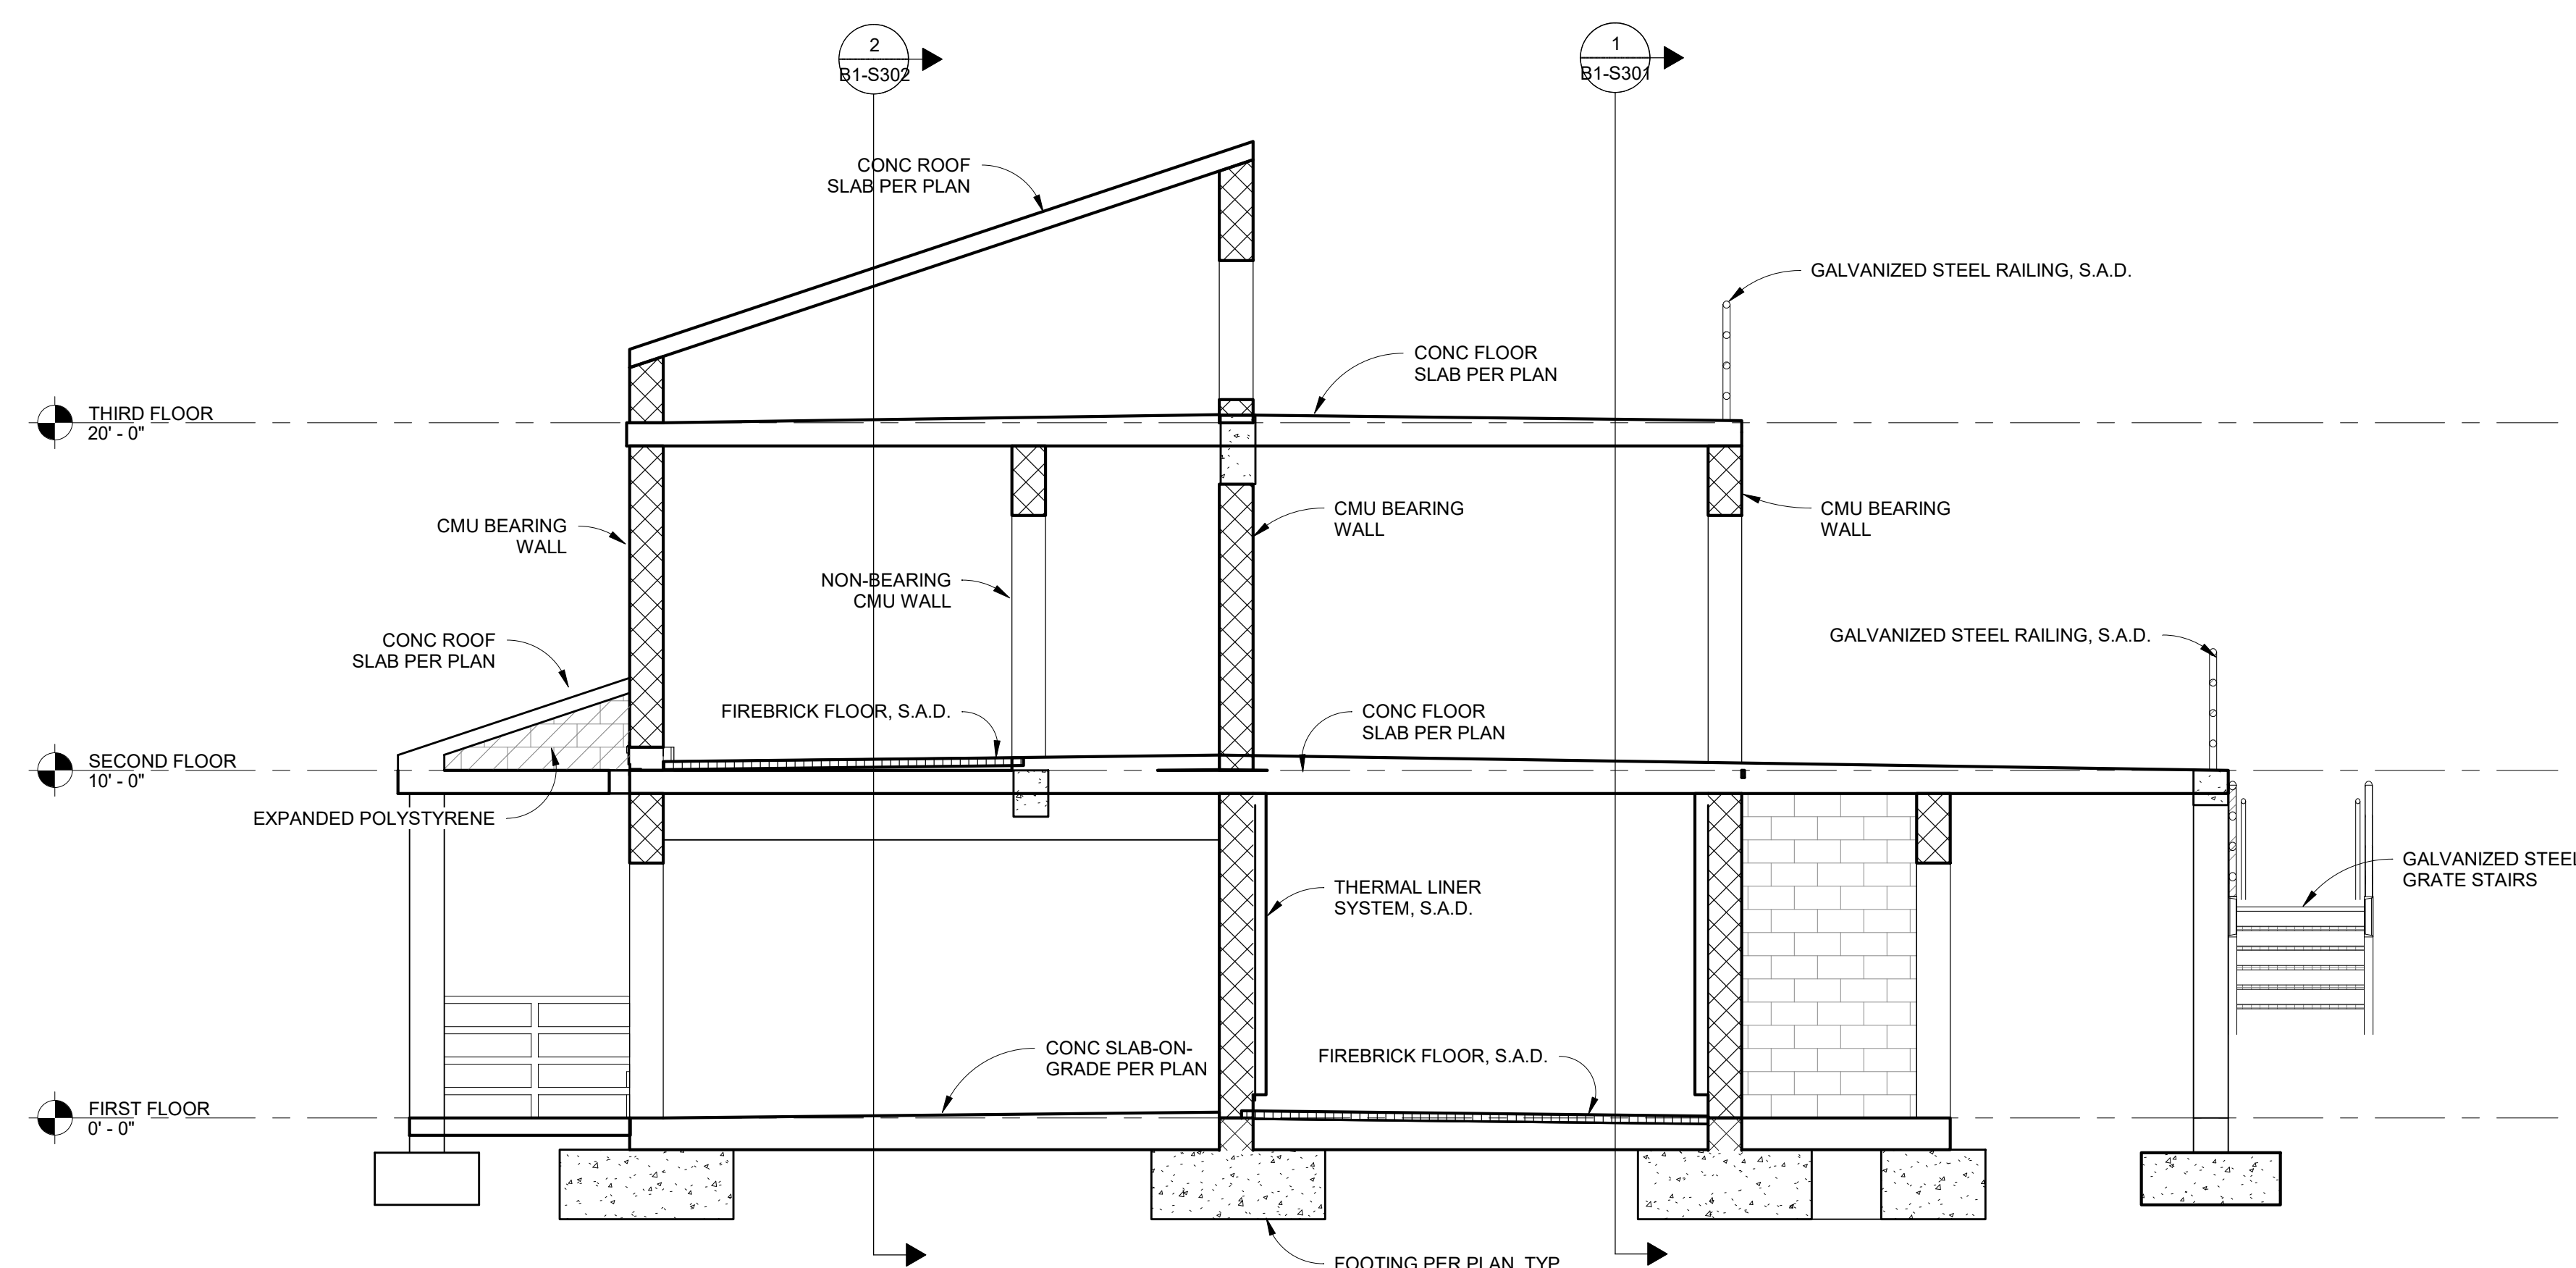 2
B1-S302
1
B1-S301
CONC ROOF
SLAB PER PLAN
GALVANIZED STEEL RAILING, S.A.D.
CONC FLOOR
SLAB PER PLAN
THIRD FLOOR
20' - 0"
CMU BEARING
WALL
CMU BEARING
WALL
CMU BEARING
WALL
NON-BEARING
CMU WALL
CONC ROOF
SLAB PER PLAN
GALVANIZED STEEL RAILING, S.A.D.
FIREBRICK FLOOR, S.A.D.
CONC FLOOR
SLAB PER PLAN
SECOND FLOOR
10' - 0"
EXPANDED POLYSTYRENE
GALVANIZED STEEL
GRATE STAIRS
THERMAL LINER
SYSTEM, S.A.D.
CONC SLAB-ON-
GRADE PER PLAN
FIREBRICK FLOOR, S.A.D.
FIRST FLOOR
0' - 0"
FOOTING PER PLAN, TYP